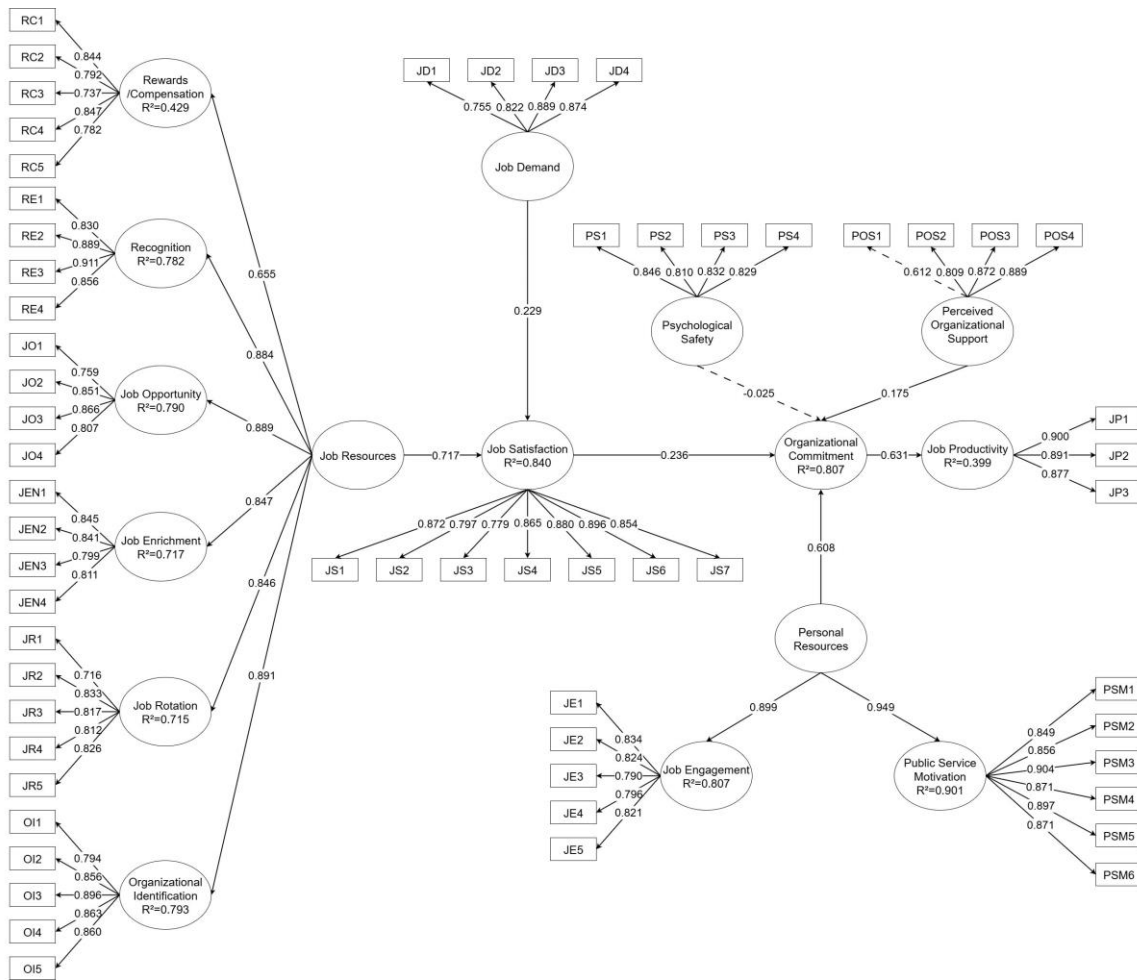 RC1
RC2
RC3
RC4
RC5
0.844
0.792
0.737
0.847
0.782
Rewards
/Compensation
R²=0.429
RE1
RE2
RE3
RE4
0.830
0.889
0.911
0.856
Recognition
R²=0.782
JO1
JO2
JO3
JO4
0.759
0.851
0.866
0.807
Job Opportunity
R²=0.790
JEN1
JEN2
JEN3
JEN4
0.845
0.841
0.799
0.811
Job Enrichment
R²=0.717
JR1
JR2
JR3
JR4
JR5
0.716
0.833
0.817
0.812
0.826
Job Rotation
R²=0.715
OI1
OI2
OI3
OI4
OI5
0.794
0.856
0.896
0.863
0.860
Organizational
Identification
R²=0.793
0.655
0.884
0.889
0.847
0.846
0.891
Job Resources
0.717
JD1
JD2
JD3
JD4
0.755
0.822
0.889
0.874
Job Demand
0.229
Job Satisfaction
R²=0.840
0.872
0.797
0.779
0.865
0.880
0.896
0.854
JS1
JS2
JS3
JS4
JS5
JS6
JS7
0.236
PS1
PS2
PS3
PS4
0.846
0.810
0.832
0.829
Psychological
Safety
-0.025
POS1
POS2
POS3
POS4
0.612
0.809
0.872
0.889
Perceived
Organizational
Support
0.175
Organizational
Commitment
R²=0.807
0.631
Job Productivity
R²=0.399
0.900
0.891
0.877
JP1
JP2
JP3
0.608
Personal
Resources
0.899
0.949
JE1
JE2
JE3
JE4
JE5
0.834
0.824
0.790
0.796
0.821
Job Engagement
R²=0.807
Public Service
Motivation
R²=0.901
0.849
0.856
0.904
0.871
0.897
0.871
PSM1
PSM2
PSM3
PSM4
PSM5
PSM6